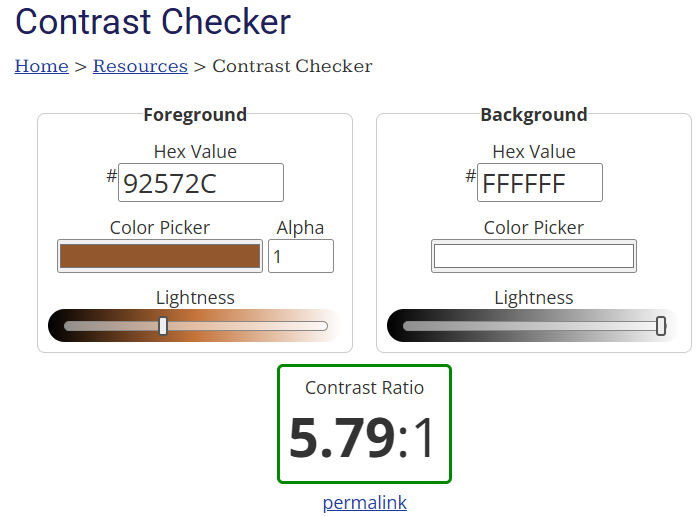 Contrast Checker
Home > Resources > Contrast Checker
Foreground
Hex Value
#92572C
Color Picker
Alpha
1
Lightness
Background
Hex Value
#FFFFFF
Color Picker
Lightness
Contrast Ratio
5.79:1
permalink